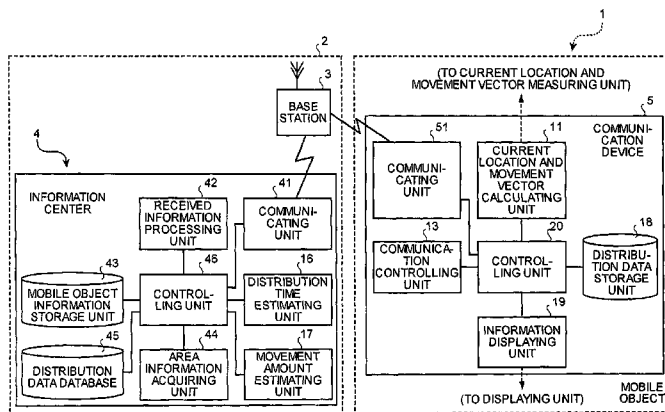 2
3
BASE
STATION
4
INFORMATION
CENTER
42
RECEIVED
INFORMATION
PROCESSING
UNIT
41
COMMUNI-
CATING
UNIT
43
MOBILE OBJECT
INFORMATION
STORAGE UNIT
46
CONTROL-
LING UNIT
16
DISTRIBUTION
TIME
ESTIMATING
UNIT
45
DISTRIBUTION
DATA DATABASE
44
AREA
INFORMATION
ACQUIRING
UNIT
17
MOVEMENT
AMOUNT
ESTIMATING
UNIT
1
(TO CURRENT LOCATION AND
MOVEMENT VECTOR MEASURING UNIT)
5
COMMUNI-
CATION
DEVICE
51
COMMUNI-
CATING
UNIT
11
CURRENT
LOCATION AND
MOVEMENT
VECTOR
CALCULATING
UNIT
13
COMMUNICA-
TION
CONTROLLING
UNIT
20
CONTROL-
LING UNIT
18
DISTRIBU-
TION DATA
STORAGE
UNIT
19
INFORMATION
DISPLAYING
UNIT
(TO DISPLAYING UNIT)
MOBILE
OBJECT